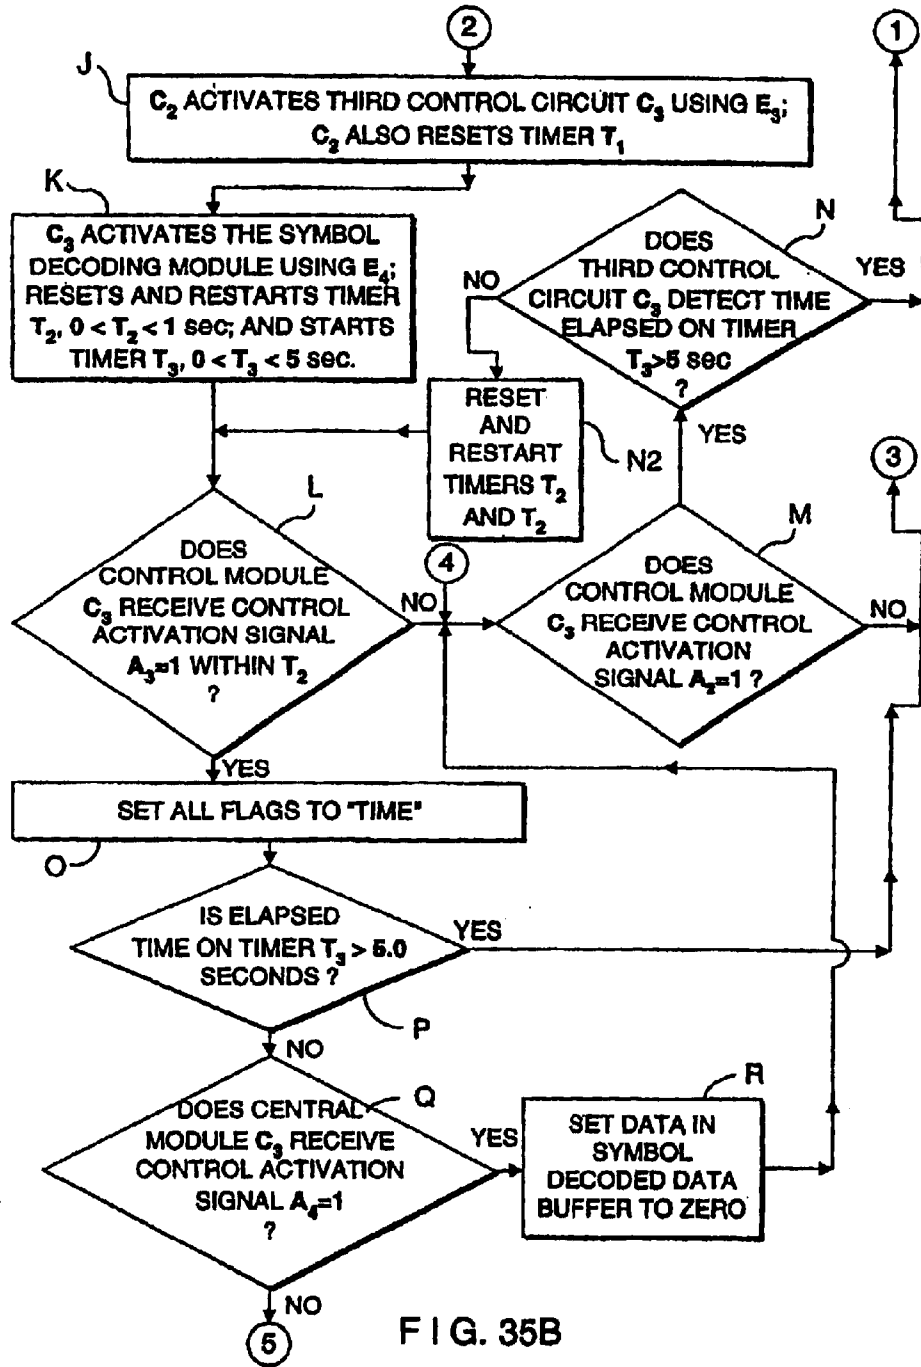 2
1
J
C2 ACTIVATES THIRD CONTROL CIRCUIT C3 USING E3;
C2 ALSO RESETS TIMER T1
K
C3 ACTIVATES THE SYMBOL
DECODING MODULE USING E4;
RESETS AND RESTARTS TIMER
T2, 0 < T2 < 1 sec; AND STARTS
TIMER T3, 0 < T3 < 5 sec.
N
DOES
THIRD CONTROL
CIRCUIT C3 DETECT TIME
ELAPSED ON TIMER
T3>5 sec
?
NO
YES
RESET
AND
RESTART
TIMERS T2
AND T2
N2
YES
3
L
DOES
CONTROL MODULE
C3 RECEIVE CONTROL
ACTIVATION SIGNAL
A3=1 WITHIN T2
?
NO
4
M
DOES
CONTROL MODULE
C3 RECEIVE CONTROL
ACTIVATION
SIGNAL A2=1 ?
NO
YES
SET ALL FLAGS TO "TIME"
O
IS ELAPSED
TIME ON TIMER T3 > 5.0
SECONDS ?
YES
P
NO
Q
DOES CENTRAL
MODULE C3 RECEIVE
CONTROL ACTIVATION
SIGNAL A4=1
?
YES
R
SET DATA IN
SYMBOL
DECODED DATA
BUFFER TO ZERO
NO
5
FIG. 35B